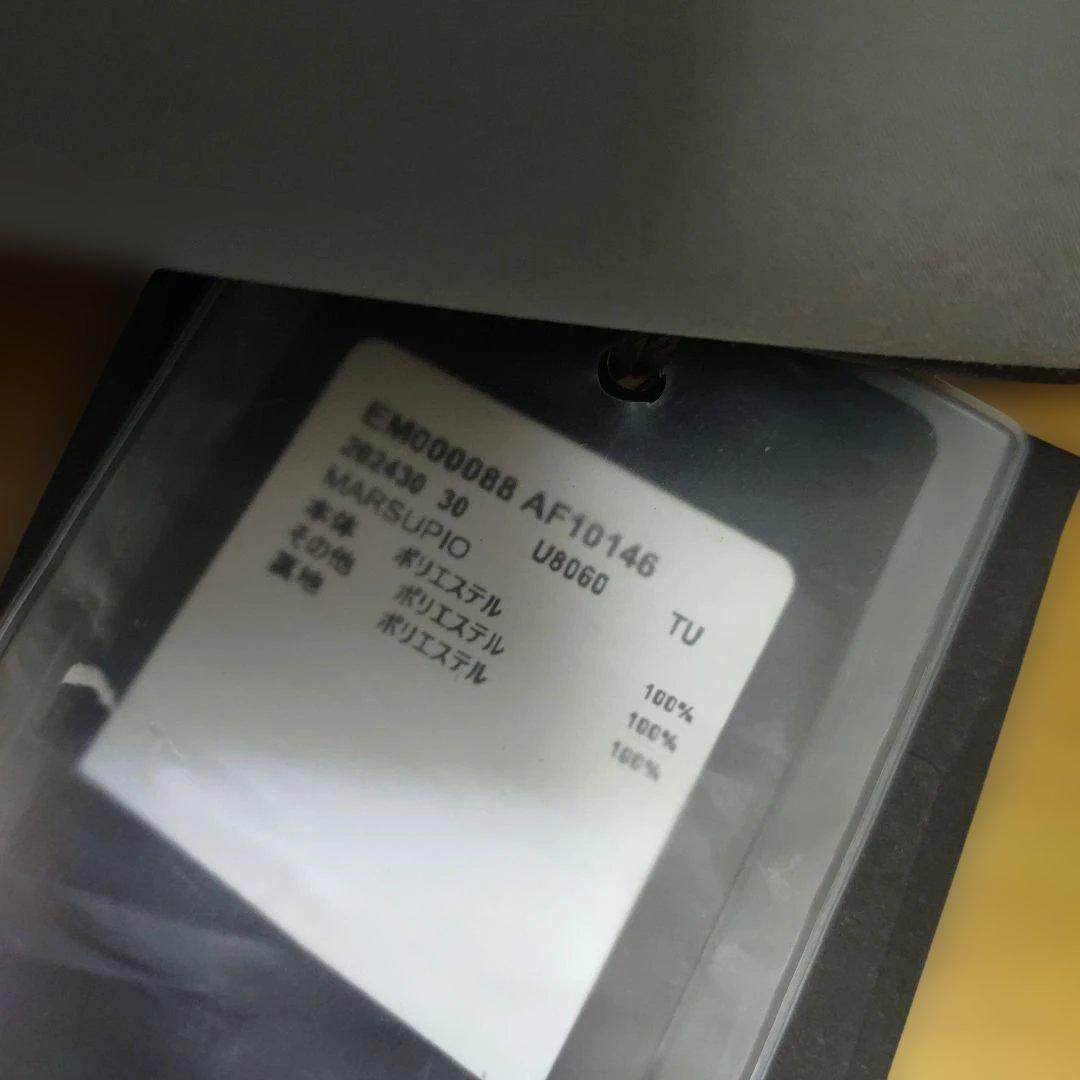 EM000088 AF10146
202430 30 U8060 TU
MARSUPIO
本体 ポリエステル 100%
その他 ポリエステル 100%
裏地 ポリエステル 100%